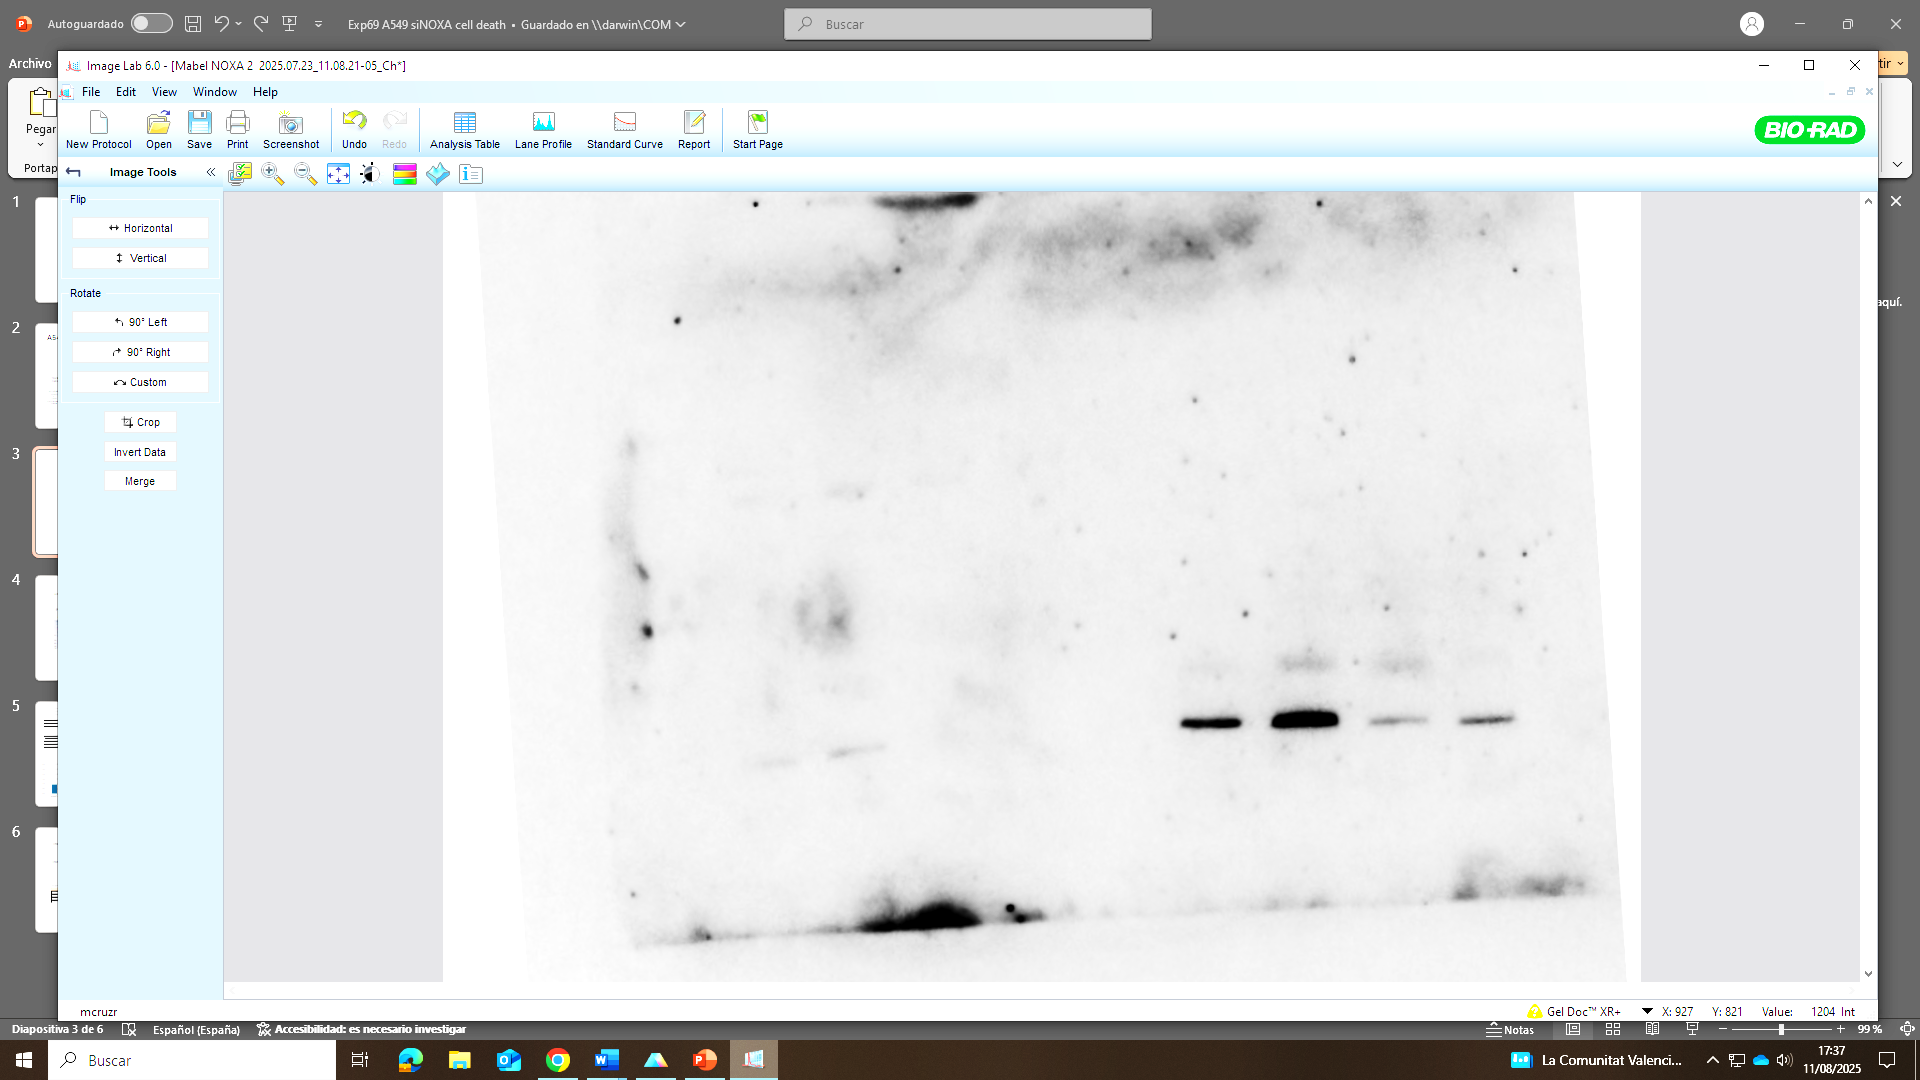 Autoguardado
Exp69 A549 siNOXA cell death • Guardado en \\darwin\COM
Buscar
Archivo
Image Lab 6.0 - [Mabel NOXA 2 2025.07.23_11.08.21-05_Ch*]
tir
File Edit View Window Help
Pegar
New Protocol Open Save Print Screenshot Undo Redo Analysis Table Lane Profile Standard Curve Report Start Page
BIO-RAD
Portap
Image Tools
Flip
Horizontal
Vertical
Rotate
90° Left
90° Right
Custom
Crop
Invert Data
Merge
1
2
3
4
5
6
aquí.
mcruzr
Gel Doc™ XR+ X: 927 Y: 821 Value: 1204 Int
Diapositiva 3 de 6 Español (España) Accesibilidad: es necesario investigar
Notas 99 %
Buscar
La Comunitat Valenci...
17:37
11/08/2025